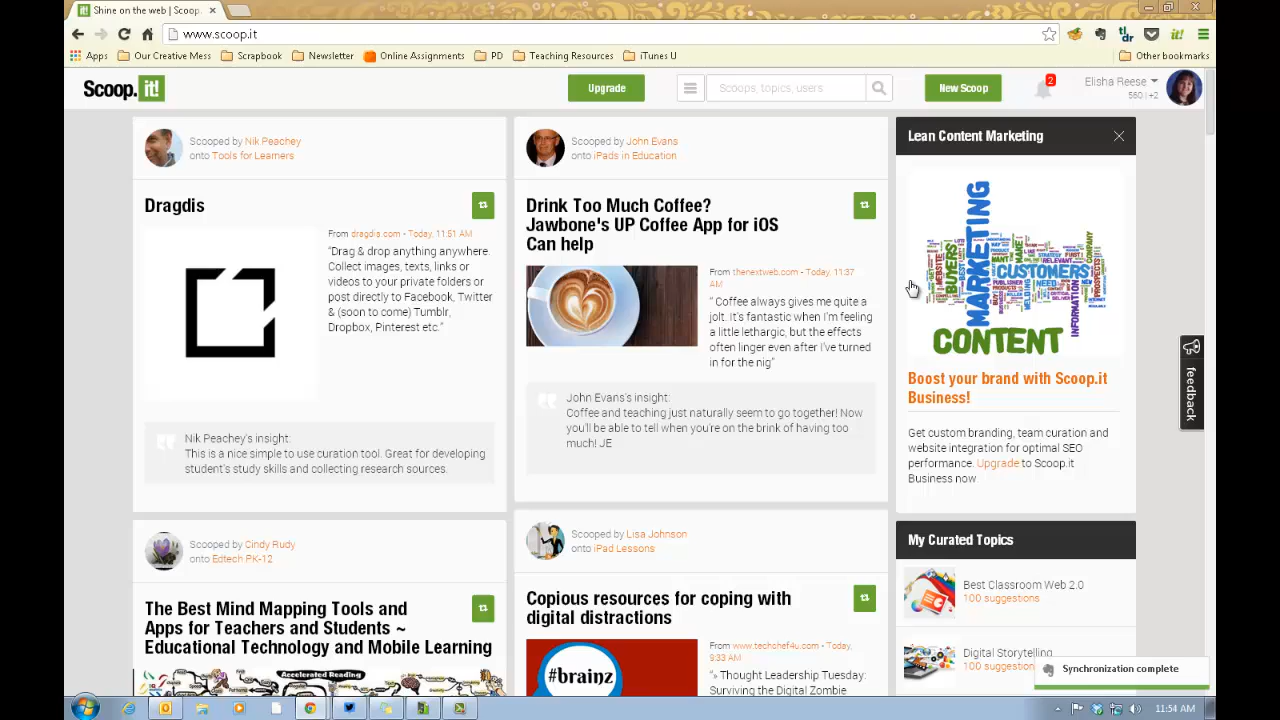 Shine on the web | Scoop.
www.scoop.it
Apps Our Creative Mess Scrapbook Newsletter Online Assignments PD Teaching Resources iTunes U Other bookmarks
Scoop.it!
Upgrade
Scoops, topics, users
New Scoop
2
Elisha Reese
560 | +2
Scooped by Nik Peachey
onto Tools for Learners
Dragdis
From dragdis.com - Today, 11:51 AM
"Drag & drop anything anywhere.
Collect images, texts, links or
videos to your private folders or
post directly to Facebook, Twitter
& (soon to come) Tumblr,
Dropbox, Pinterest etc."
Nik Peachey's insight:
This is a nice simple to use curation tool. Great for developing
student's study skills and collecting research sources.
Scooped by John Evans
onto iPads in Education
Drink Too Much Coffee?
Jawbone's UP Coffee App for iOS
Can help
From thenextweb.com - Today, 11:37
AM
" Coffee always gives me quite a
jolt. It's fantastic when I'm feeling
a little lethargic, but the effects
often linger even after I've turned
in for the nig"
John Evans's insight:
Coffee and teaching just naturally seem to go together! Now
you'll be able to tell when you're on the brink of having too
much! JE
Lean Content Marketing
MARKETING
CUSTOMERS
BUYERS
INFORMATION
CONTENT
Boost your brand with Scoop.it
Business!
Get custom branding, team curation and
website integration for optimal SEO
performance. Upgrade to Scoop.it
Business now
feedback
Scooped by Cindy Rudy
onto Edtech PK-12
The Best Mind Mapping Tools and
Apps for Teachers and Students ~
Educational Technology and Mobile Learning
Accelerated Reading
Scooped by Lisa Johnson
onto iPad Lessons
Copious resources for coping with
digital distractions
#brainz
From www.techchef4u.com - Today,
9:33 AM
"» Thought Leadership Tuesday:
Surviving the Digital Zombie
My Curated Topics
Best Classroom Web 2.0
100 suggestions
Digital Storytelling
100 suggestions
Synchronization complete
11:54 AM